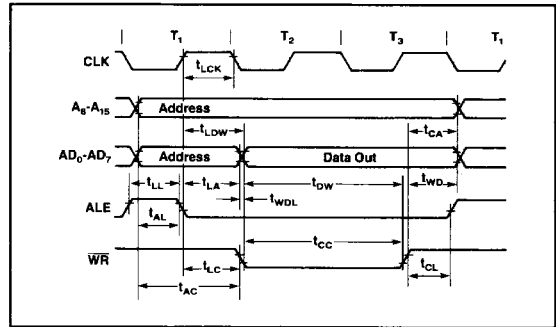 T1 T2 T3 T1
CLK
tLCK
A8-A15 Address
tLDW tCA
AD0-AD7 Address Data Out
tLL tLA tDW tWD
tWDL
ALE
tAL
tCC
WR
tLC tCL
tAC